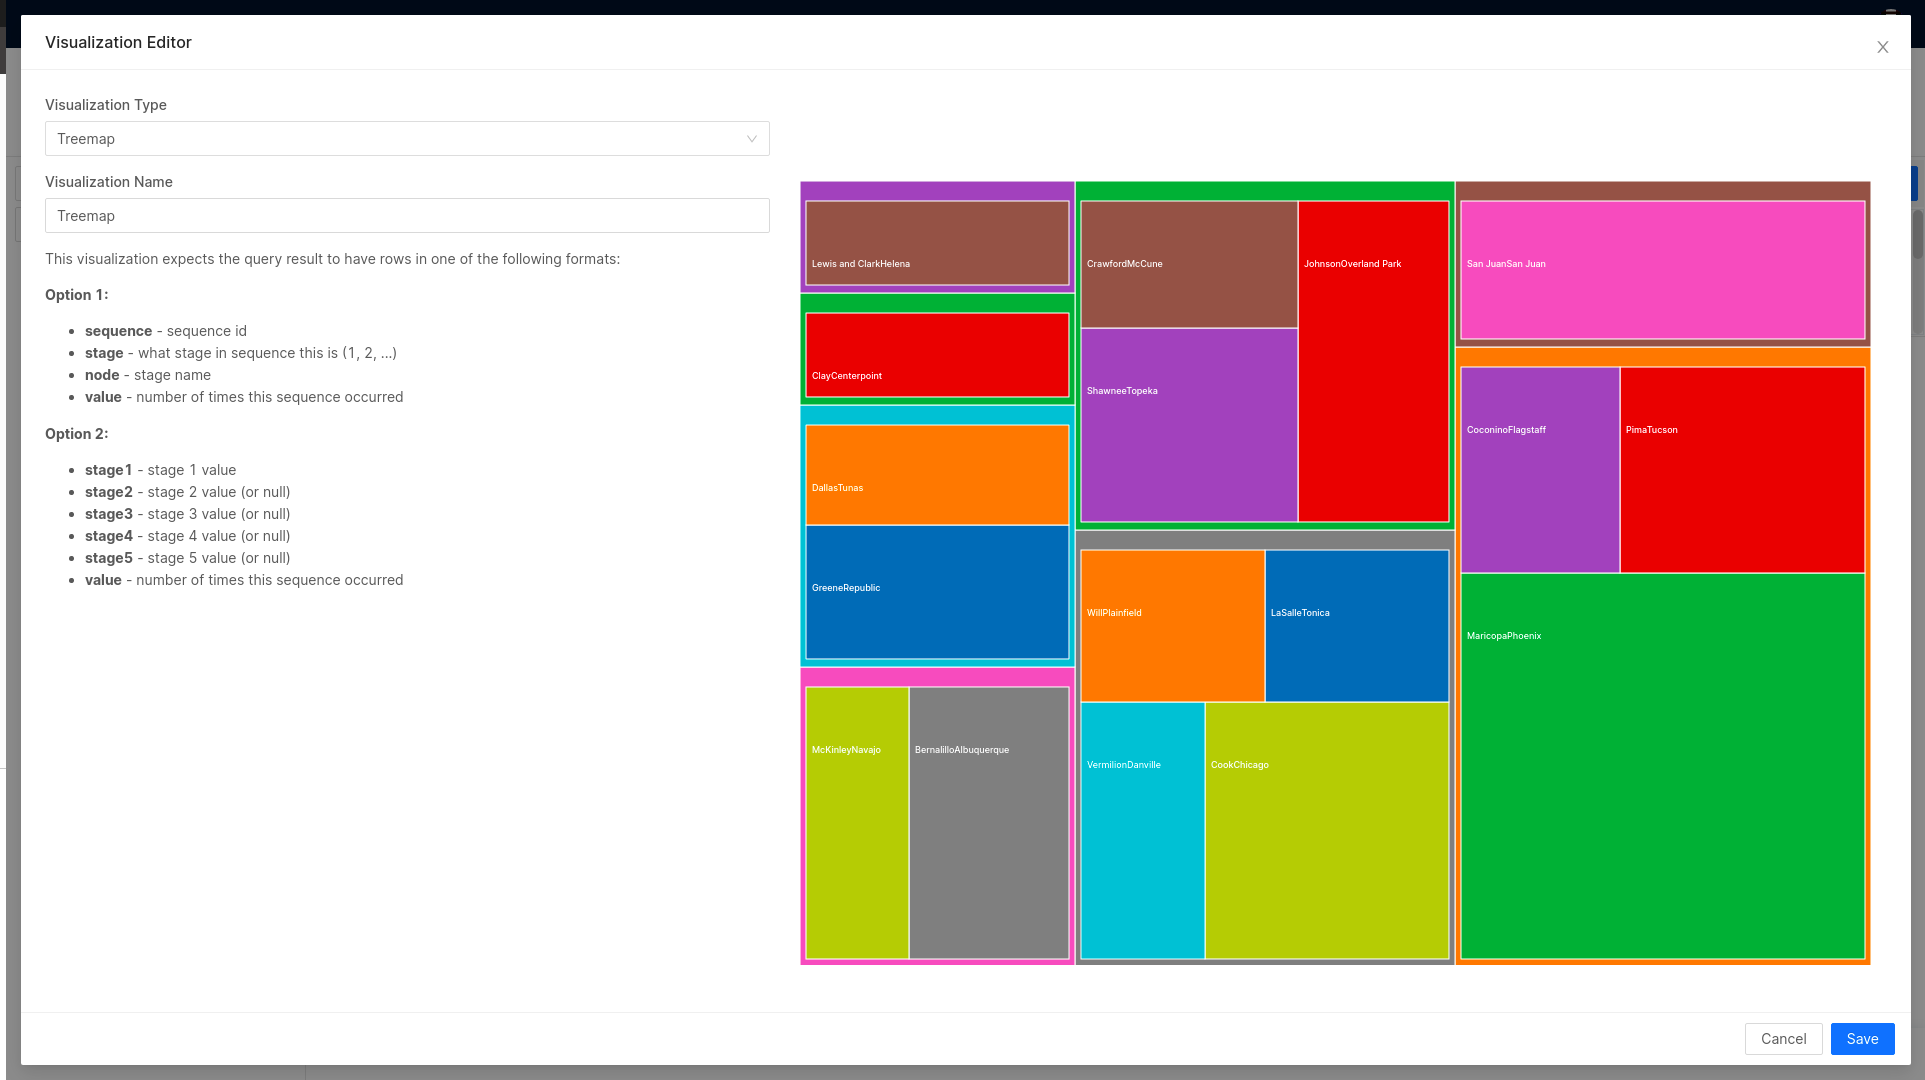 Visualization Editor
Visualization Type
Treemap
Visualization Name
Treemap
This visualization expects the query result to have rows in one of the following formats:
Option 1:
sequence - sequence id
stage - what stage in sequence this is (1, 2, ...)
node - stage name
value - number of times this sequence occurred
Option 2:
stage1 - stage 1 value
stage2 - stage 2 value (or null)
stage3 - stage 3 value (or null)
stage4 - stage 4 value (or null)
stage5 - stage 5 value (or null)
value - number of times this sequence occurred
Lewis and ClarkHelena
ClayCenterpoint
DallasTunas
GreeneRepublic
McKinleyNavajo
BernalilloAlbuquerque
CrawfordMcCune
JohnsonOverland Park
ShawneeTopeka
WillPlainfield
LaSalleTonica
VermilionDanville
CookChicago
San JuanSan Juan
CoconinoFlagstaff
PimaTucson
MaricopaPhoenix
Cancel
Save